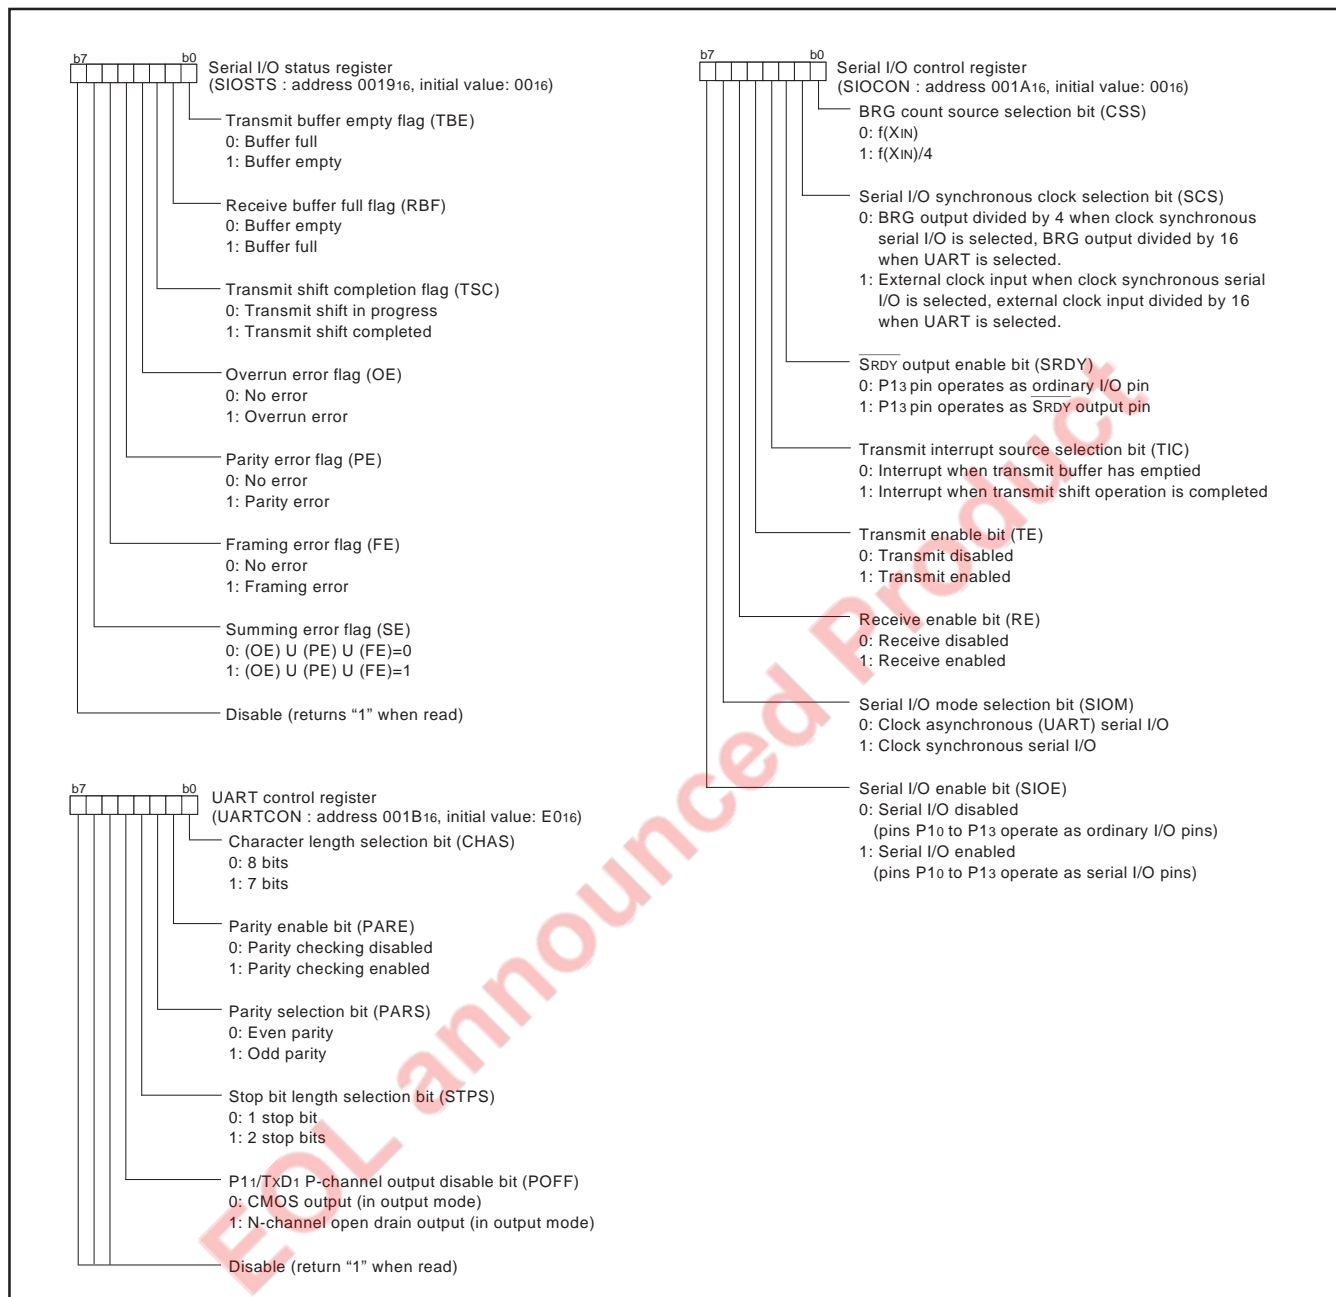 b7 b0
Serial I/O status register
(SIOSTS : address 001916, initial value: 0016)
Transmit buffer empty flag (TBE)
0: Buffer full
1: Buffer empty
Receive buffer full flag (RBF)
0: Buffer empty
1: Buffer full
Transmit shift completion flag (TSC)
0: Transmit shift in progress
1: Transmit shift completed
Overrun error flag (OE)
0: No error
1: Overrun error
Parity error flag (PE)
0: No error
1: Parity error
Framing error flag (FE)
0: No error
1: Framing error
Summing error flag (SE)
0: (OE) U (PE) U (FE)=0
1: (OE) U (PE) U (FE)=1
Disable (returns “1” when read)
b7 b0
UART control register
(UARTCON : address 001B16, initial value: E016)
Character length selection bit (CHAS)
0: 8 bits
1: 7 bits
Parity enable bit (PARE)
0: Parity checking disabled
1: Parity checking enabled
Parity selection bit (PARS)
0: Even parity
1: Odd parity
Stop bit length selection bit (STPS)
0: 1 stop bit
1: 2 stop bits
P11/TxD1 P-channel output disable bit (POFF)
0: CMOS output (in output mode)
1: N-channel open drain output (in output mode)
Disable (return “1” when read)
b7 b0
Serial I/O control register
(SIOCON : address 001A16, initial value: 0016)
BRG count source selection bit (CSS)
0: f(XIN)
1: f(XIN)/4
Serial I/O synchronous clock selection bit (SCS)
0: BRG output divided by 4 when clock synchronous
serial I/O is selected, BRG output divided by 16
when UART is selected.
1: External clock input when clock synchronous serial
I/O is selected, external clock input divided by 16
when UART is selected.
SRDY output enable bit (SRDY)
0: P13 pin operates as ordinary I/O pin
1: P13 pin operates as SRDY output pin
Transmit interrupt source selection bit (TIC)
0: Interrupt when transmit buffer has emptied
1: Interrupt when transmit shift operation is completed
Transmit enable bit (TE)
0: Transmit disabled
1: Transmit enabled
Receive enable bit (RE)
0: Receive disabled
1: Receive enabled
Serial I/O mode selection bit (SIOM)
0: Clock asynchronous (UART) serial I/O
1: Clock synchronous serial I/O
Serial I/O enable bit (SIOE)
0: Serial I/O disabled
(pins P10 to P13 operate as ordinary I/O pins)
1: Serial I/O enabled
(pins P10 to P13 operate as serial I/O pins)
EOL announced Product